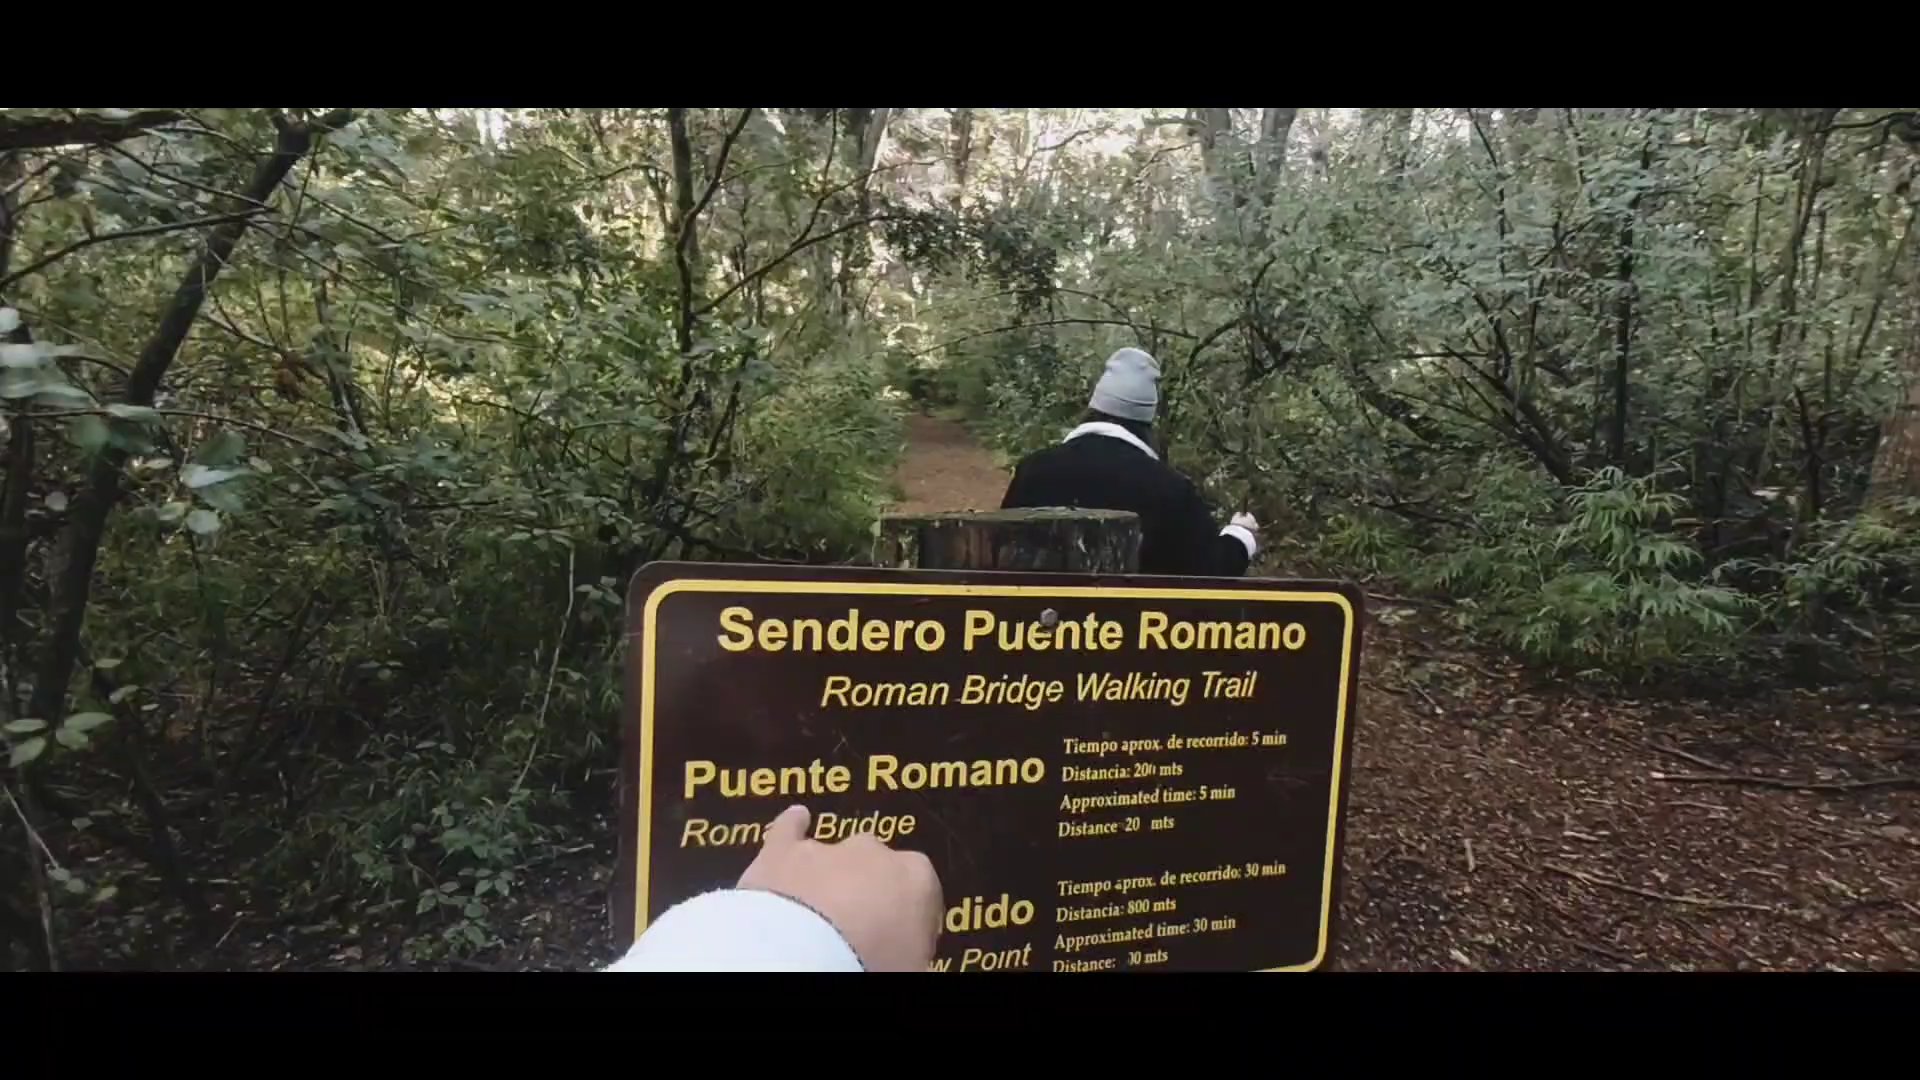 Sendero Puente Romano
Roman Bridge Walking Trail
Puente Romano
Bridge
Tiempo aprox. de recorrido: 5 min
Distancia: 200 mts
Approximated time: 5 min
Distance 20 mts
Tiempo aprox. de recorrido: 30 min
Distancia: 800 mts
Approximated time: 30 min
Point
Distance: mts